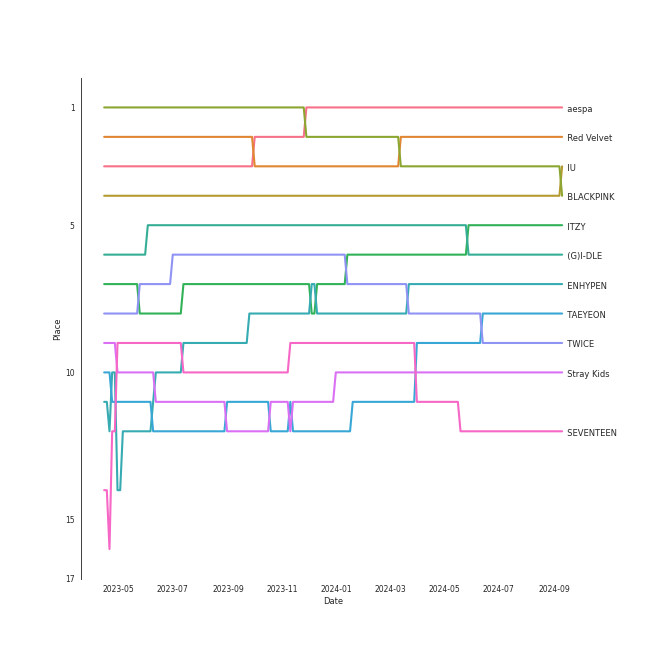 1
5
10
15
17
Place
2023-05
2023-07
2023-09
2023-11
2024-01
2024-03
2024-05
2024-07
2024-09
Date
aespa
Red Velvet
IU
BLACKPINK
ITZY
(G)I-DLE
ENHYPEN
TAEYEON
TWICE
Stray Kids
SEVENTEEN